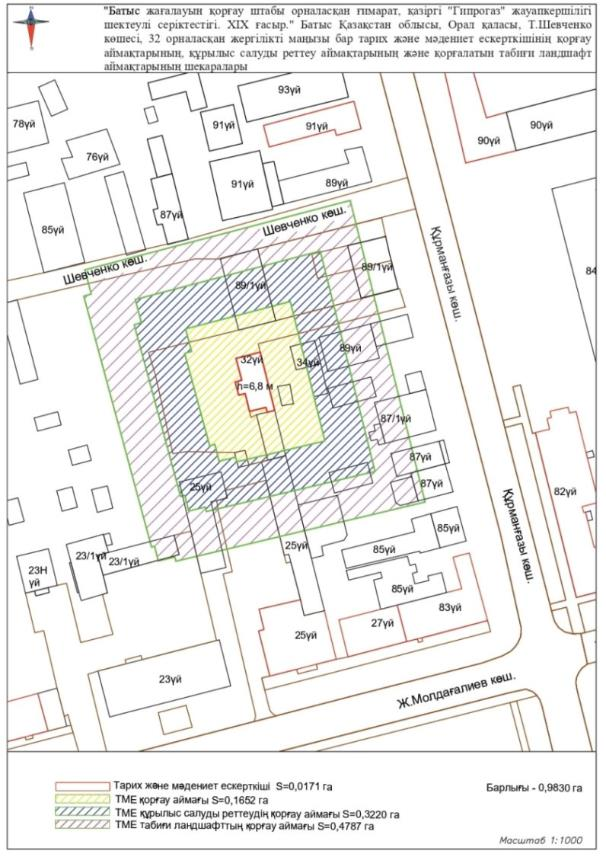 "Батыс жағалауын қорғау штабы орналасқан ғимарат, қазіргі "Гипрогаз" жауапкершілігі
шектеулі серіктестігі. XIX ғасыр." Батыс Қазақстан облысы, Орал қаласы, Т.Шевченко
көшесі, 32 орналасқан жергілікті маңызы бар тарих және мәдениет ескерткішінің қорғау
аймақтарының, құрылыс салуды реттеу аймақтарының және қорғалатын табиғи ландшафт
аймақтарының шекаралары
93үй
78үй
91үй
91үй
90үй
90үй
76үй
91үй
89үй
87үй
85үй
Шевченко көш.
Шевченко көш.
Құрманғазы көш.
89/1үй
89/1үй
84
32үй
34үй
89үй
h=6,8 м
87/1үй
87үй
87үй
25үй
82үй
Құрманғазы көш.
85үй
25үй
85үй
23/1үй
23/1үй
23Н
үй
85үй
83үй
27үй
25үй
23үй
Ж.Молдағалиев көш.
Тарих және мәдениет ескерткіші S=0,0171 га
Барлығы - 0,9830 га
ТМЕ қорғау аймағы S=0,1652 га
ТМЕ құрылыс салуды реттеудің қорғау аймағы S=0,3220 га
ТМЕ табиғи ландшафттың қорғау аймағы S=0,4787 га
Масштаб 1:1000